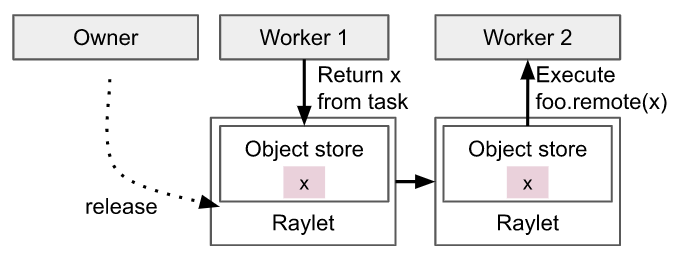 Owner
Worker 1
Worker 2
Return x
from task
Execute
foo.remote(x)
Object store
x
Raylet
Object store
x
Raylet
release